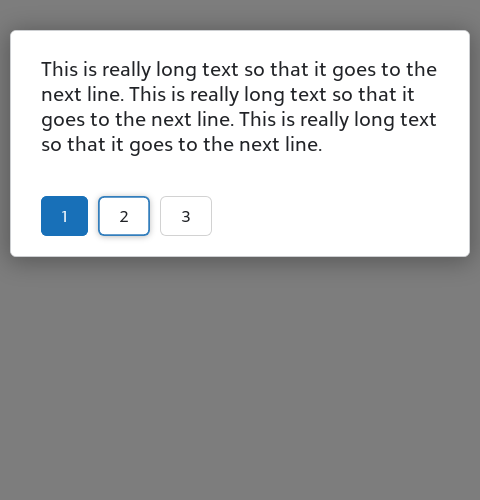 This is really long text so that it goes to the
next line. This is really long text so that it
goes to the next line. This is really long text
so that it goes to the next line.
1 2 3